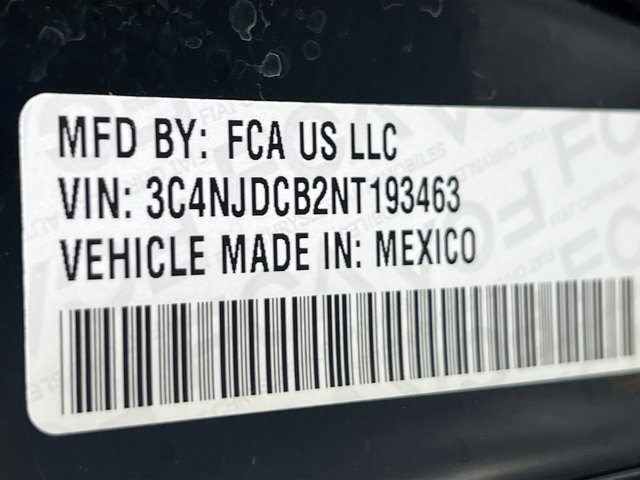 MFD BY: FCA US LLC
VIN: 3C4NJDCB2NT193463
VEHICLE MADE IN: MEXICO